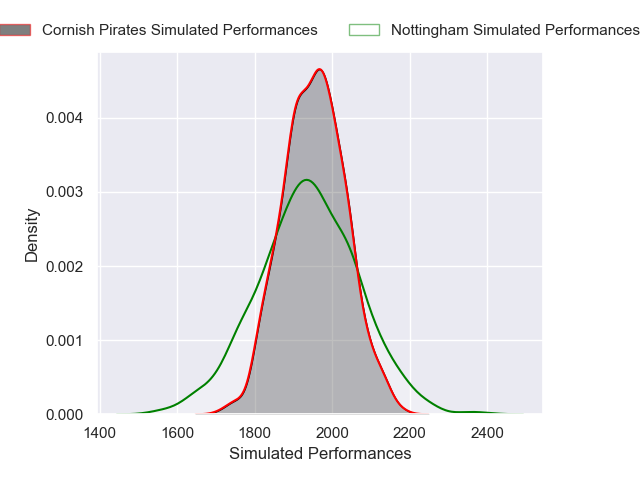 Cornish Pirates Simulated Performances
Nottingham Simulated Performances
Density
0.004
0.003
0.002
0.001
0.000
1400 1600 1800 2000 2200 2400
Simulated Performances